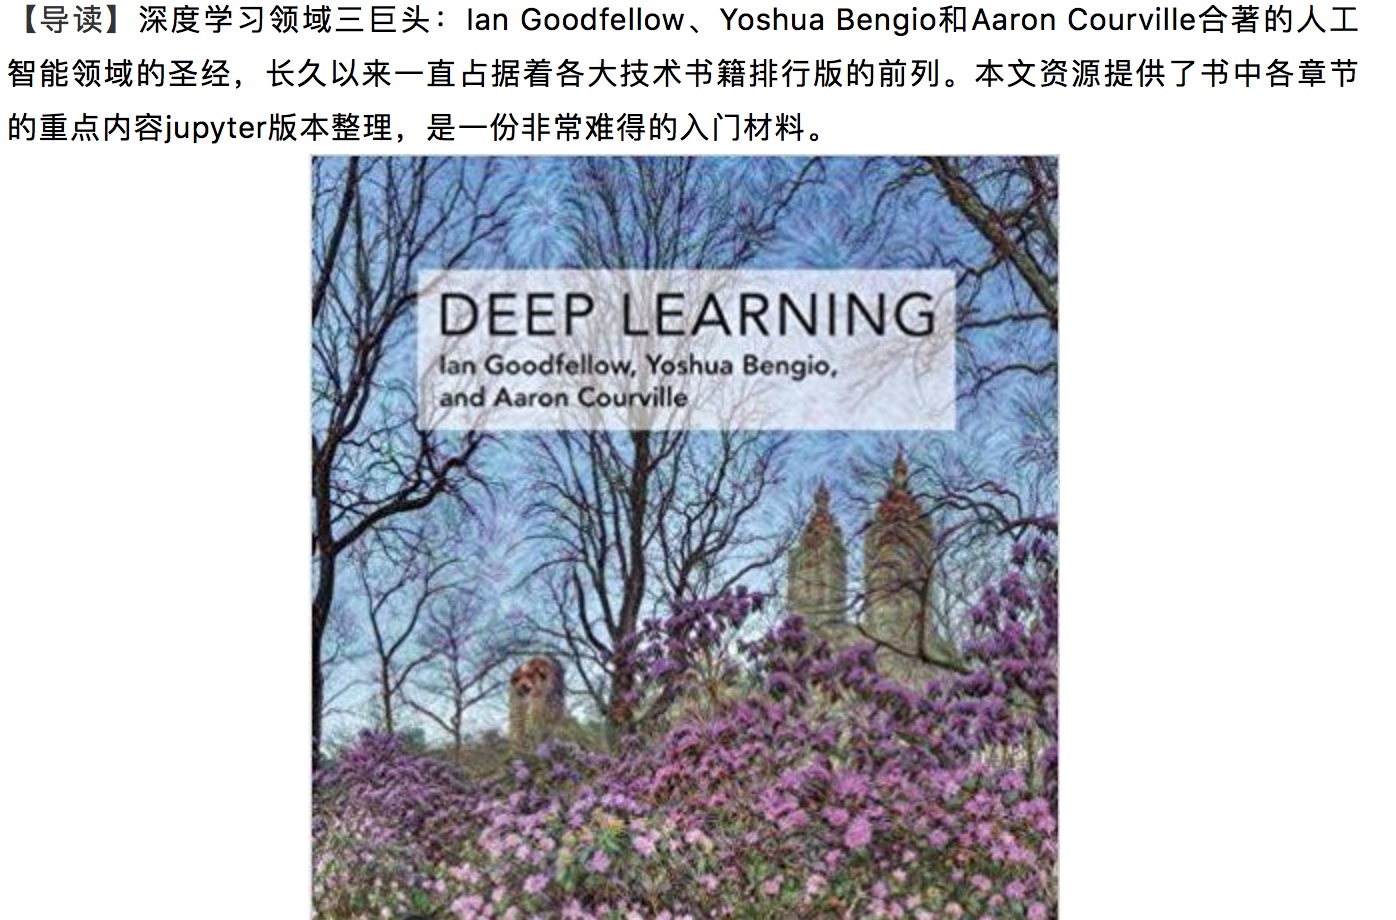 【导读】深度学习领域三巨头：Ian Goodfellow、Yoshua Bengio和Aaron Courville合著的人工
智能领域的圣经，长久以来一直占据着各大技术书籍排行版的前列。本文资源提供了书中各章节
的重点内容jupyter版本整理，是一份非常难得的入门材料。
DEEP LEARNING
Ian Goodfellow, Yoshua Bengio,
and Aaron Courville